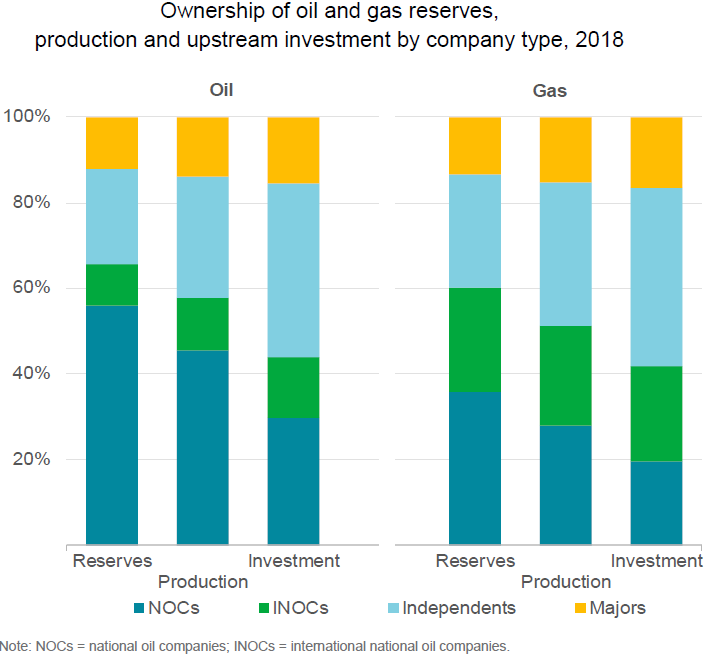 Ownership of oil and gas reserves,
production and upstream investment by company type, 2018
Oil
Gas
100%
80%
60%
40%
20%
Reserves
Production
Investment
Reserves
Production
Investment
NOCs
INOCs
Independents
Majors
Note: NOCs = national oil companies; INOCs = international national oil companies.